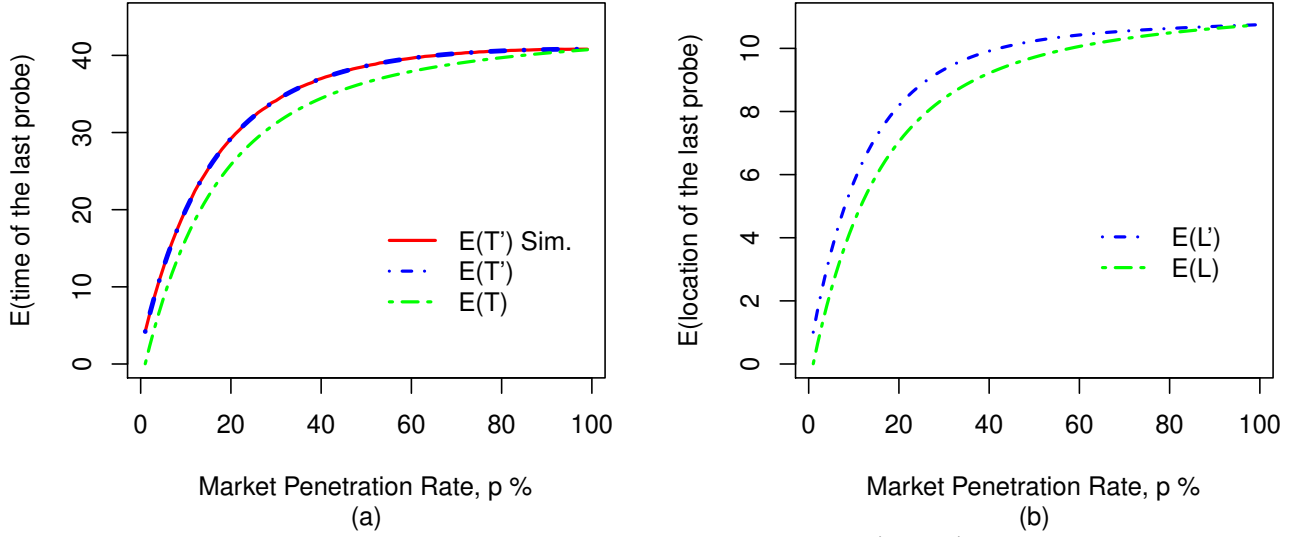 E(time of the last probe)
40
30
20
10
0
E(T') Sim.
E(T')
E(T)
0 20 40 60 80 100
Market Penetration Rate, p %
(a)
E(location of the last probe)
10
8
6
4
2
0
E(L')
E(L)
0 20 40 60 80 100
Market Penetration Rate, p %
(b)